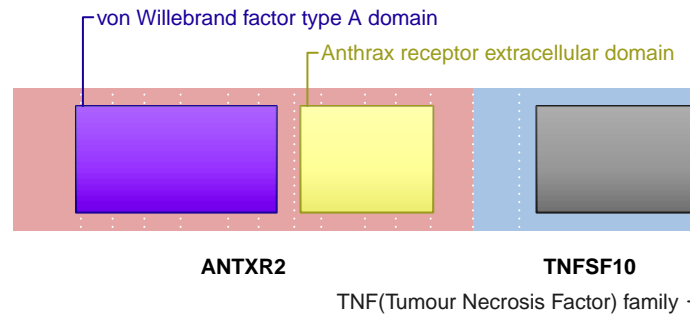 von Willebrand factor type A domain
Anthrax receptor extracellular domain
ANTXR2
TNFSF10
TNF(Tumour Necrosis Factor) family